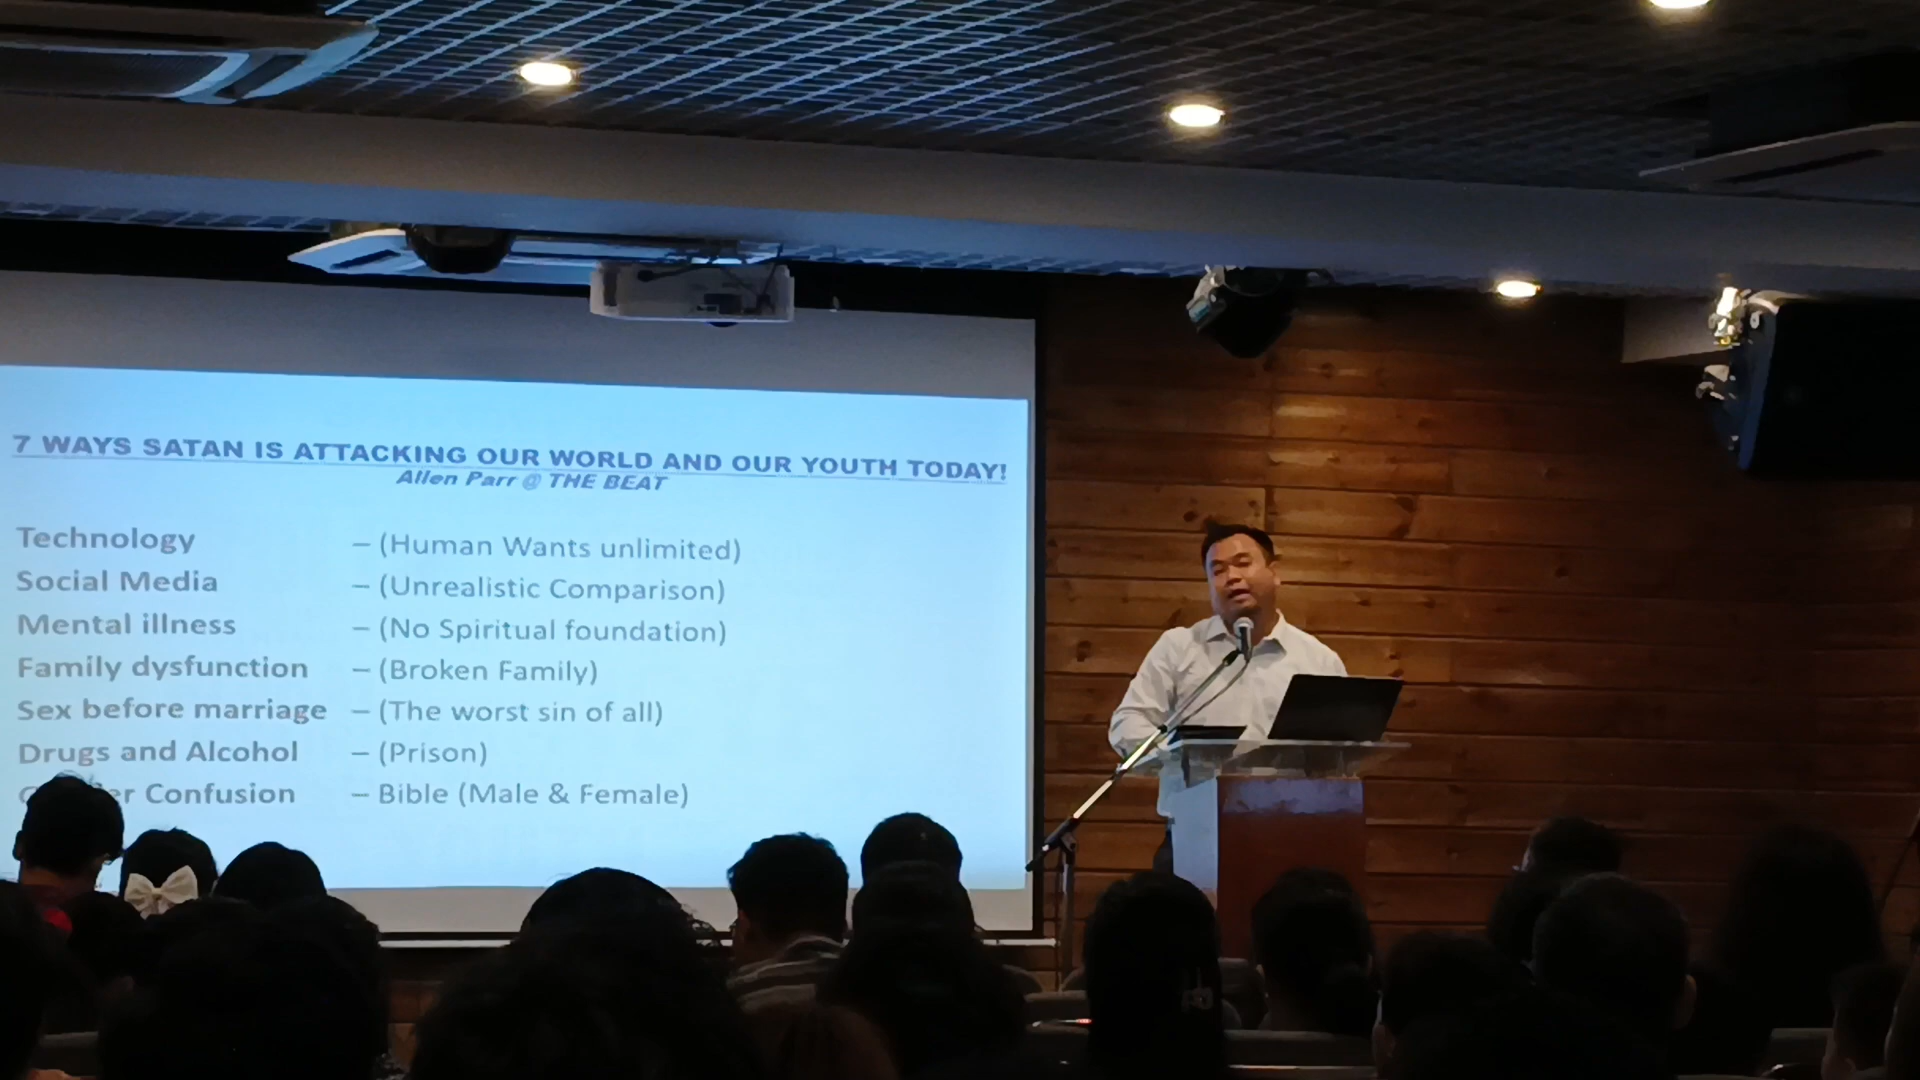 7 WAYS SATAN IS ATTACKING OUR WORLD AND OUR YOUTH TODAY!
Allen Parr @ THE BEAT
Technology – (Human Wants unlimited)
Social Media – (Unrealistic Comparison)
Mental illness – (No Spiritual foundation)
Family dysfunction – (Broken Family)
Sex before marriage – (The worst sin of all)
Drugs and Alcohol – (Prison)
Confusion – Bible (Male & Female)